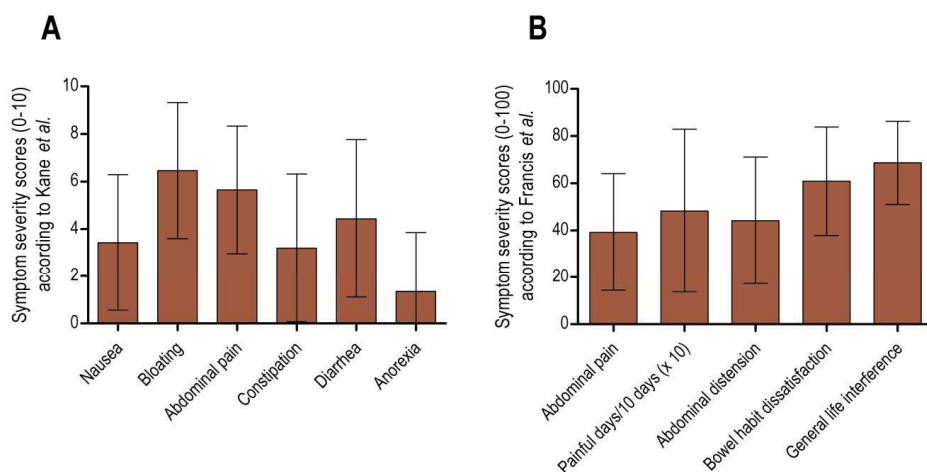 A
Symptom severity scores (0-10)
according to Kane et al.
10
8
6
4
2
0
Nausea
Bloating
Abdominal pain
Constipation
Diarrhea
Anorexia
B
Symptom severity scores (0-100)
according to Francis et al.
100
80
60
40
20
0
Abdominal pain
Painful days/10 days (x 10)
Abdominal distension
Bowel habit dissatisfaction
General life interference